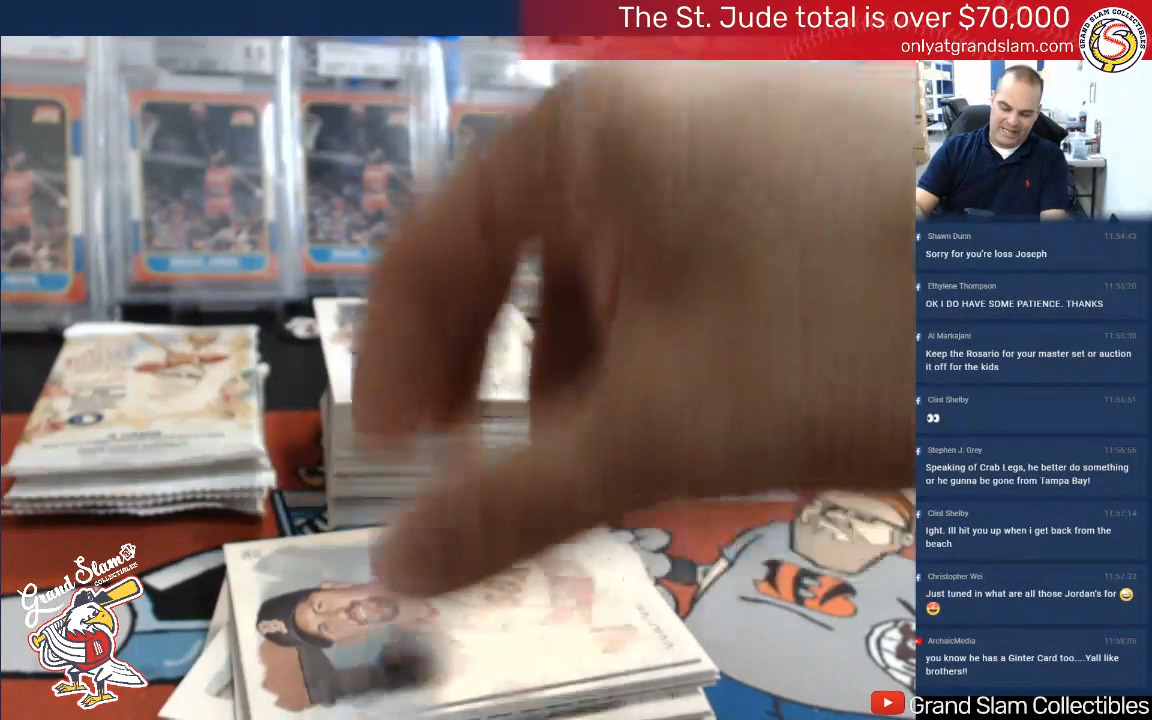 The St. Jude total is over $70,000
onlyatgrandslam.com
GRAND SLAM COLLECTIBLES
Shawn Dunn 11:54:43
Sorry for you're loss Joseph
Ethylene Thompson 11:55:20
OK I DO HAVE SOME PATIENCE. THANKS
Al Markajani 11:55:30
Keep the Rosario for your master set or auction
it off for the kids
Clint Shelby 11:55:51
👀
Stephen J. Grey 11:56:56
Speaking of Crab Legs, he better do something
or he gunna be gone from Tampa Bay!
Clint Shelby 11:57:14
Ight. Ill hit you up when i get back from the
beach
Christopher Wei 11:57:33
Just tuned in what are all those Jordan's for
ArchaicMedia 11:58:05
you know he has a Ginter Card too....Yall like
brothers!!
Grand Slam
COLLECTIBLES
Grand Slam Collectibles